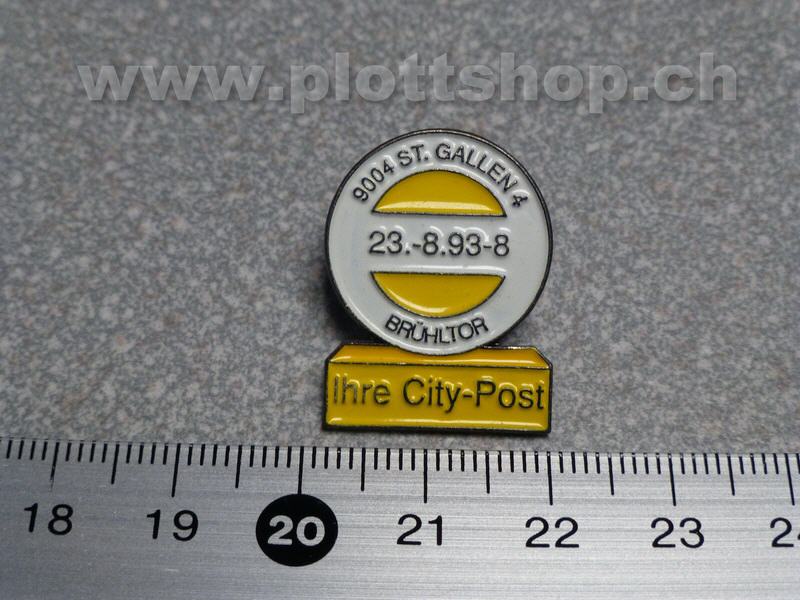 www.plottshop.ch
9004 ST. GALLEN 4
23.-8.93-8
BRÜHLTOR
Ihre City-Post
18 19 20 21 22 23 24